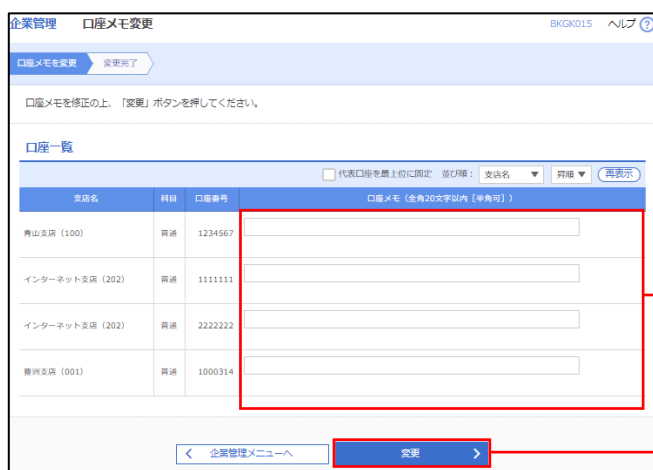 企業管理 口座メモ変更 BKGK015 ヘルプ ?
口座メモを変更 変更完了
口座メモを修正の上、「変更」ボタンを押してください。
口座一覧
代表口座を最上位に固定 並び順： 支店名 ▼ 昇順 ▼ 再表示
支店名 科目 口座番号 口座メモ（全角20文字以内［半角可］）
青山支店（100） 普通 1234567
インターネット支店（202） 普通 1111111
インターネット支店（202） 普通 2222222
豊洲支店（001） 普通 1000314
企業管理メニューへ 変更